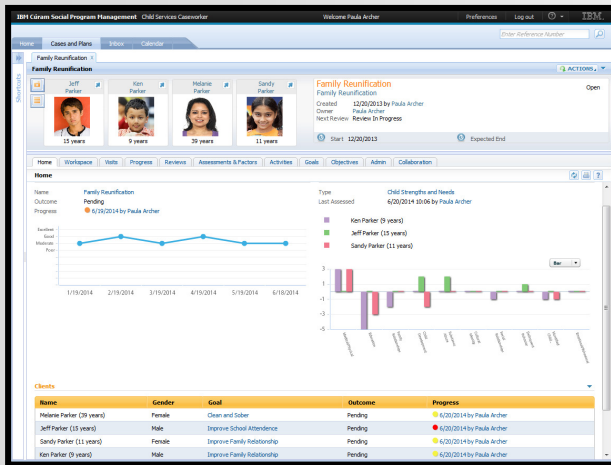 IBM Cúram Social Program Management Child Services Caseworker Welcome Paula Archer Preferences Log out IBM
Enter Reference Number
Home Cases and Plans Inbox Calendar
Family Reunification x
Family Reunification ACTIONS
Shortcuts
Jeff Parker
15 years
Ken Parker
9 years
Melanie Parker
39 years
Sandy Parker
11 years
Family Reunification
Family Reunification
Open
Created 12/20/2013 by Paula Archer
Owner Paula Archer
Next Review Review In Progress
Start 12/20/2013 Expected End
Home Workspace Visits Progress Reviews Assessments & Factors Activities Goals Objectives Admin Collaboration
Home
Name Family Reunification
Outcome Pending
Progress 6/19/2014 by Paula Archer
Type Child Strengths and Needs
Last Assessed 6/20/2014 10:06 by Paula Archer
Excellent
Good
Moderate
Poor
1/19/2014 2/19/2014 3/19/2014 4/19/2014 5/19/2014 6/18/2014
Ken Parker (9 years)
Jeff Parker (15 years)
Sandy Parker (11 years)
Bar
3
1
-1
-3
-5
Clients
Name Gender Goal Outcome Progress
Melanie Parker (39 years) Female Clean and Sober Pending 6/20/2014 by Paula Archer
Jeff Parker (15 years) Male Improve School Attendence Pending 6/20/2014 by Paula Archer
Sandy Parker (11 years) Female Improve Family Relationship Pending 6/20/2014 by Paula Archer
Ken Parker (9 years) Male Improve Family Relationship Pending 6/20/2014 by Paula Archer